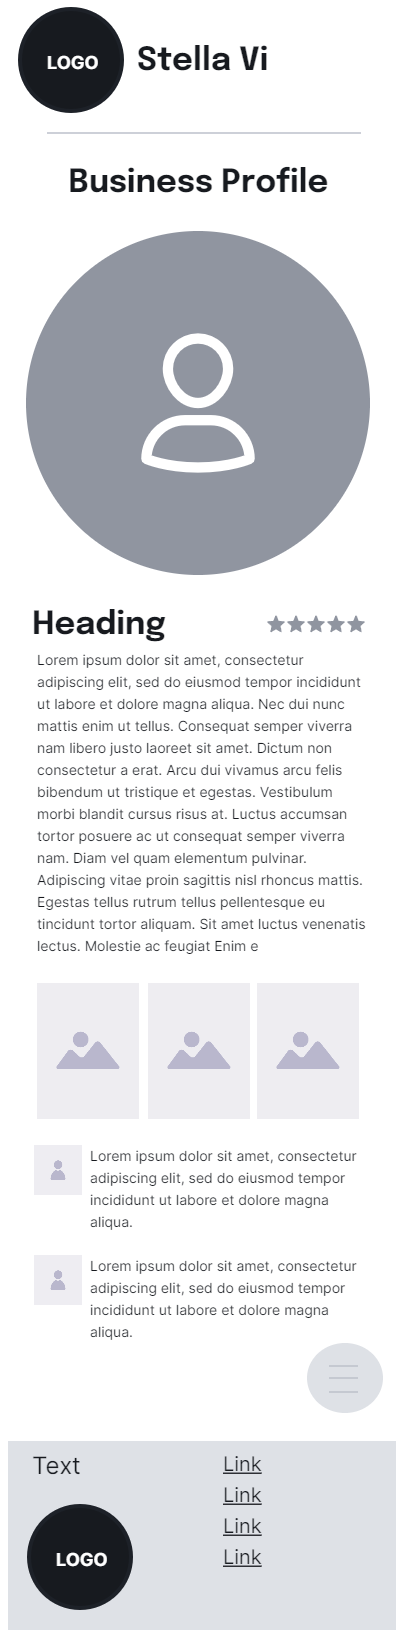 LOGO
Stella Vi
Business Profile
Heading
Lorem ipsum dolor sit amet, consectetur
adipiscing elit, sed do eiusmod tempor incididunt
ut labore et dolore magna aliqua. Nec dui nunc
mattis enim ut tellus. Consequat semper viverra
nam libero justo laoreet sit amet. Dictum non
consectetur a erat. Arcu dui vivamus arcu felis
bibendum ut tristique et egestas. Vestibulum
morbi blandit cursus risus at. Luctus accumsan
tortor posuere ac ut consequat semper viverra
nam. Diam vel quam elementum pulvinar.
Adipiscing vitae proin sagittis nisl rhoncus mattis.
Egestas tellus rutrum tellus pellentesque eu
tincidunt tortor aliquam. Sit amet luctus venenatis
lectus. Molestie ac feugiat Enim e
Lorem ipsum dolor sit amet, consectetur
adipiscing elit, sed do eiusmod tempor
incididunt ut labore et dolore magna
aliqua.
Lorem ipsum dolor sit amet, consectetur
adipiscing elit, sed do eiusmod tempor
incididunt ut labore et dolore magna
aliqua.
Text
LOGO
Link
Link
Link
Link